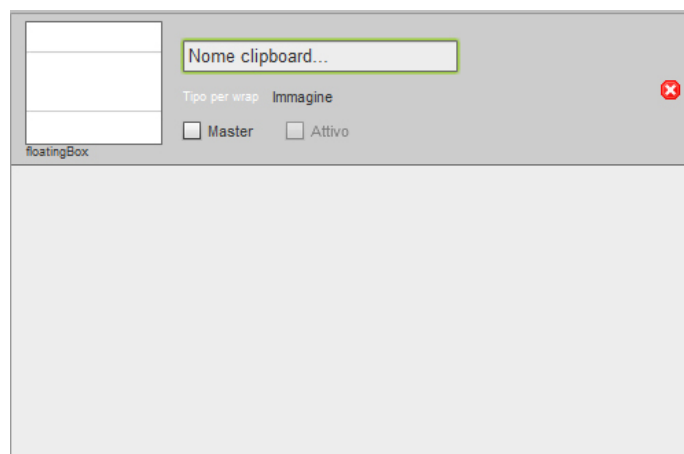 Nome clipboard...
Tipo per wrap Immagine
Master Attivo
floatingBox